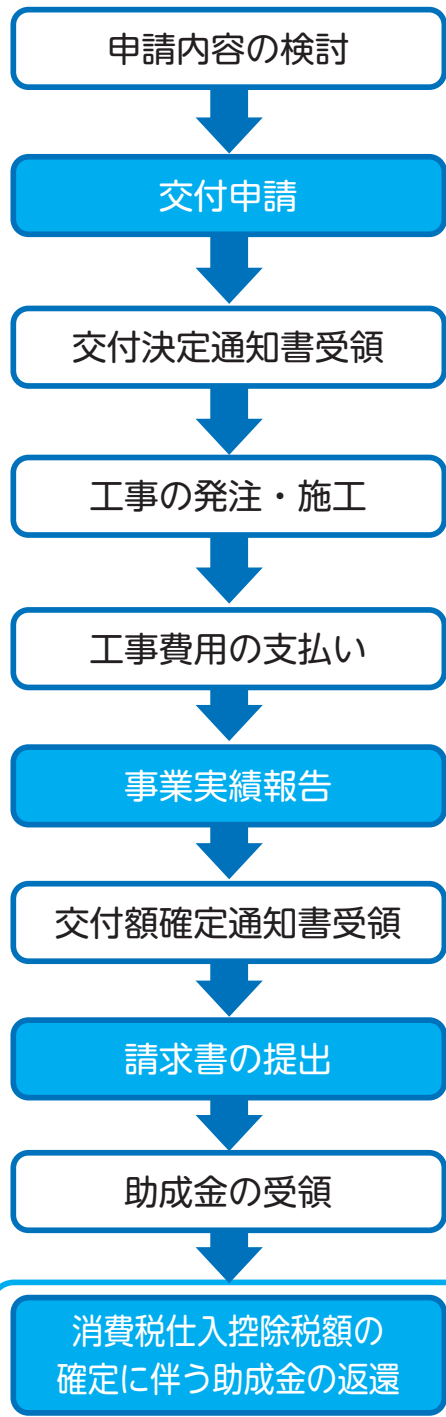 申請内容の検討
交付申請
交付決定通知書受領
工事の発注・施工
工事費用の支払い
事業実績報告
交付額確定通知書受領
請求書の提出
助成金の受領
消費税仕入控除税額の
確定に伴う助成金の返還